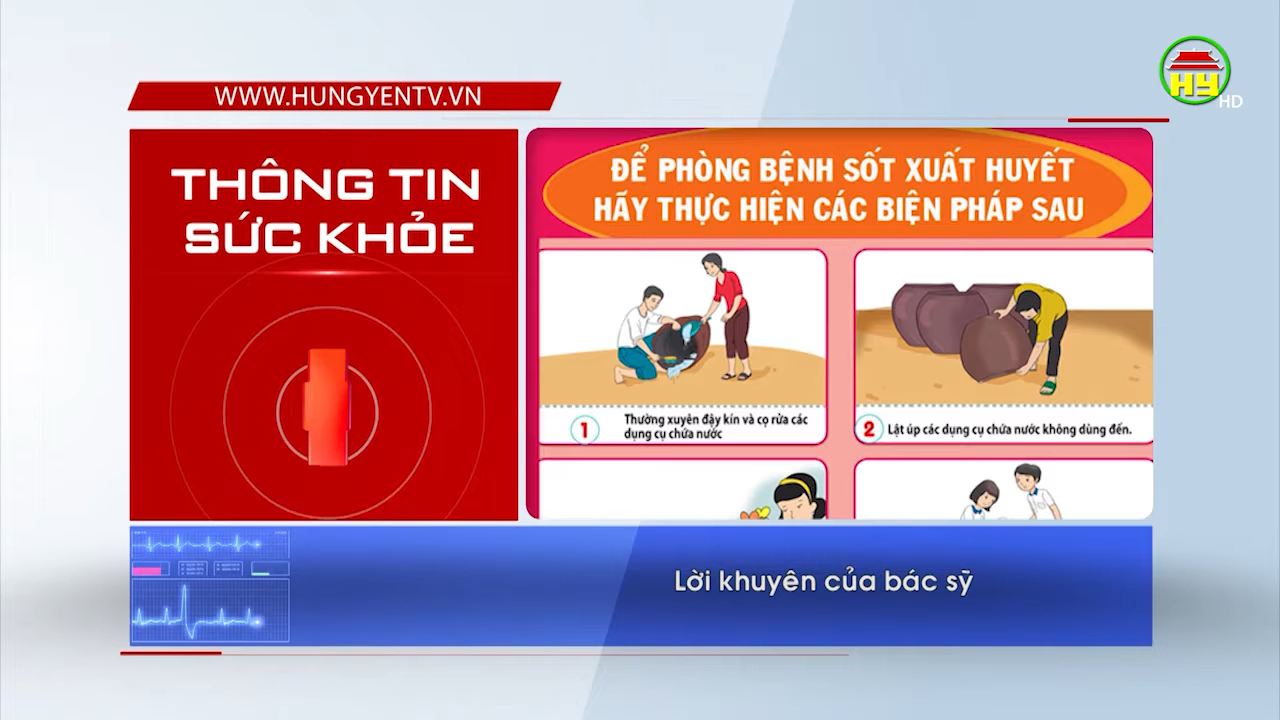 WWW.HUNGYENTV.VN
HY
HD
THÔNG TIN
SỨC KHỎE
ĐỂ PHÒNG BỆNH SỐT XUẤT HUYẾT
HÃY THỰC HIỆN CÁC BIỆN PHÁP SAU
1
Thường xuyên đậy kín và cọ rửa các
dụng cụ chứa nước
2
Lật úp các dụng cụ chứa nước không dùng đến.
Lời khuyên của bác sỹ